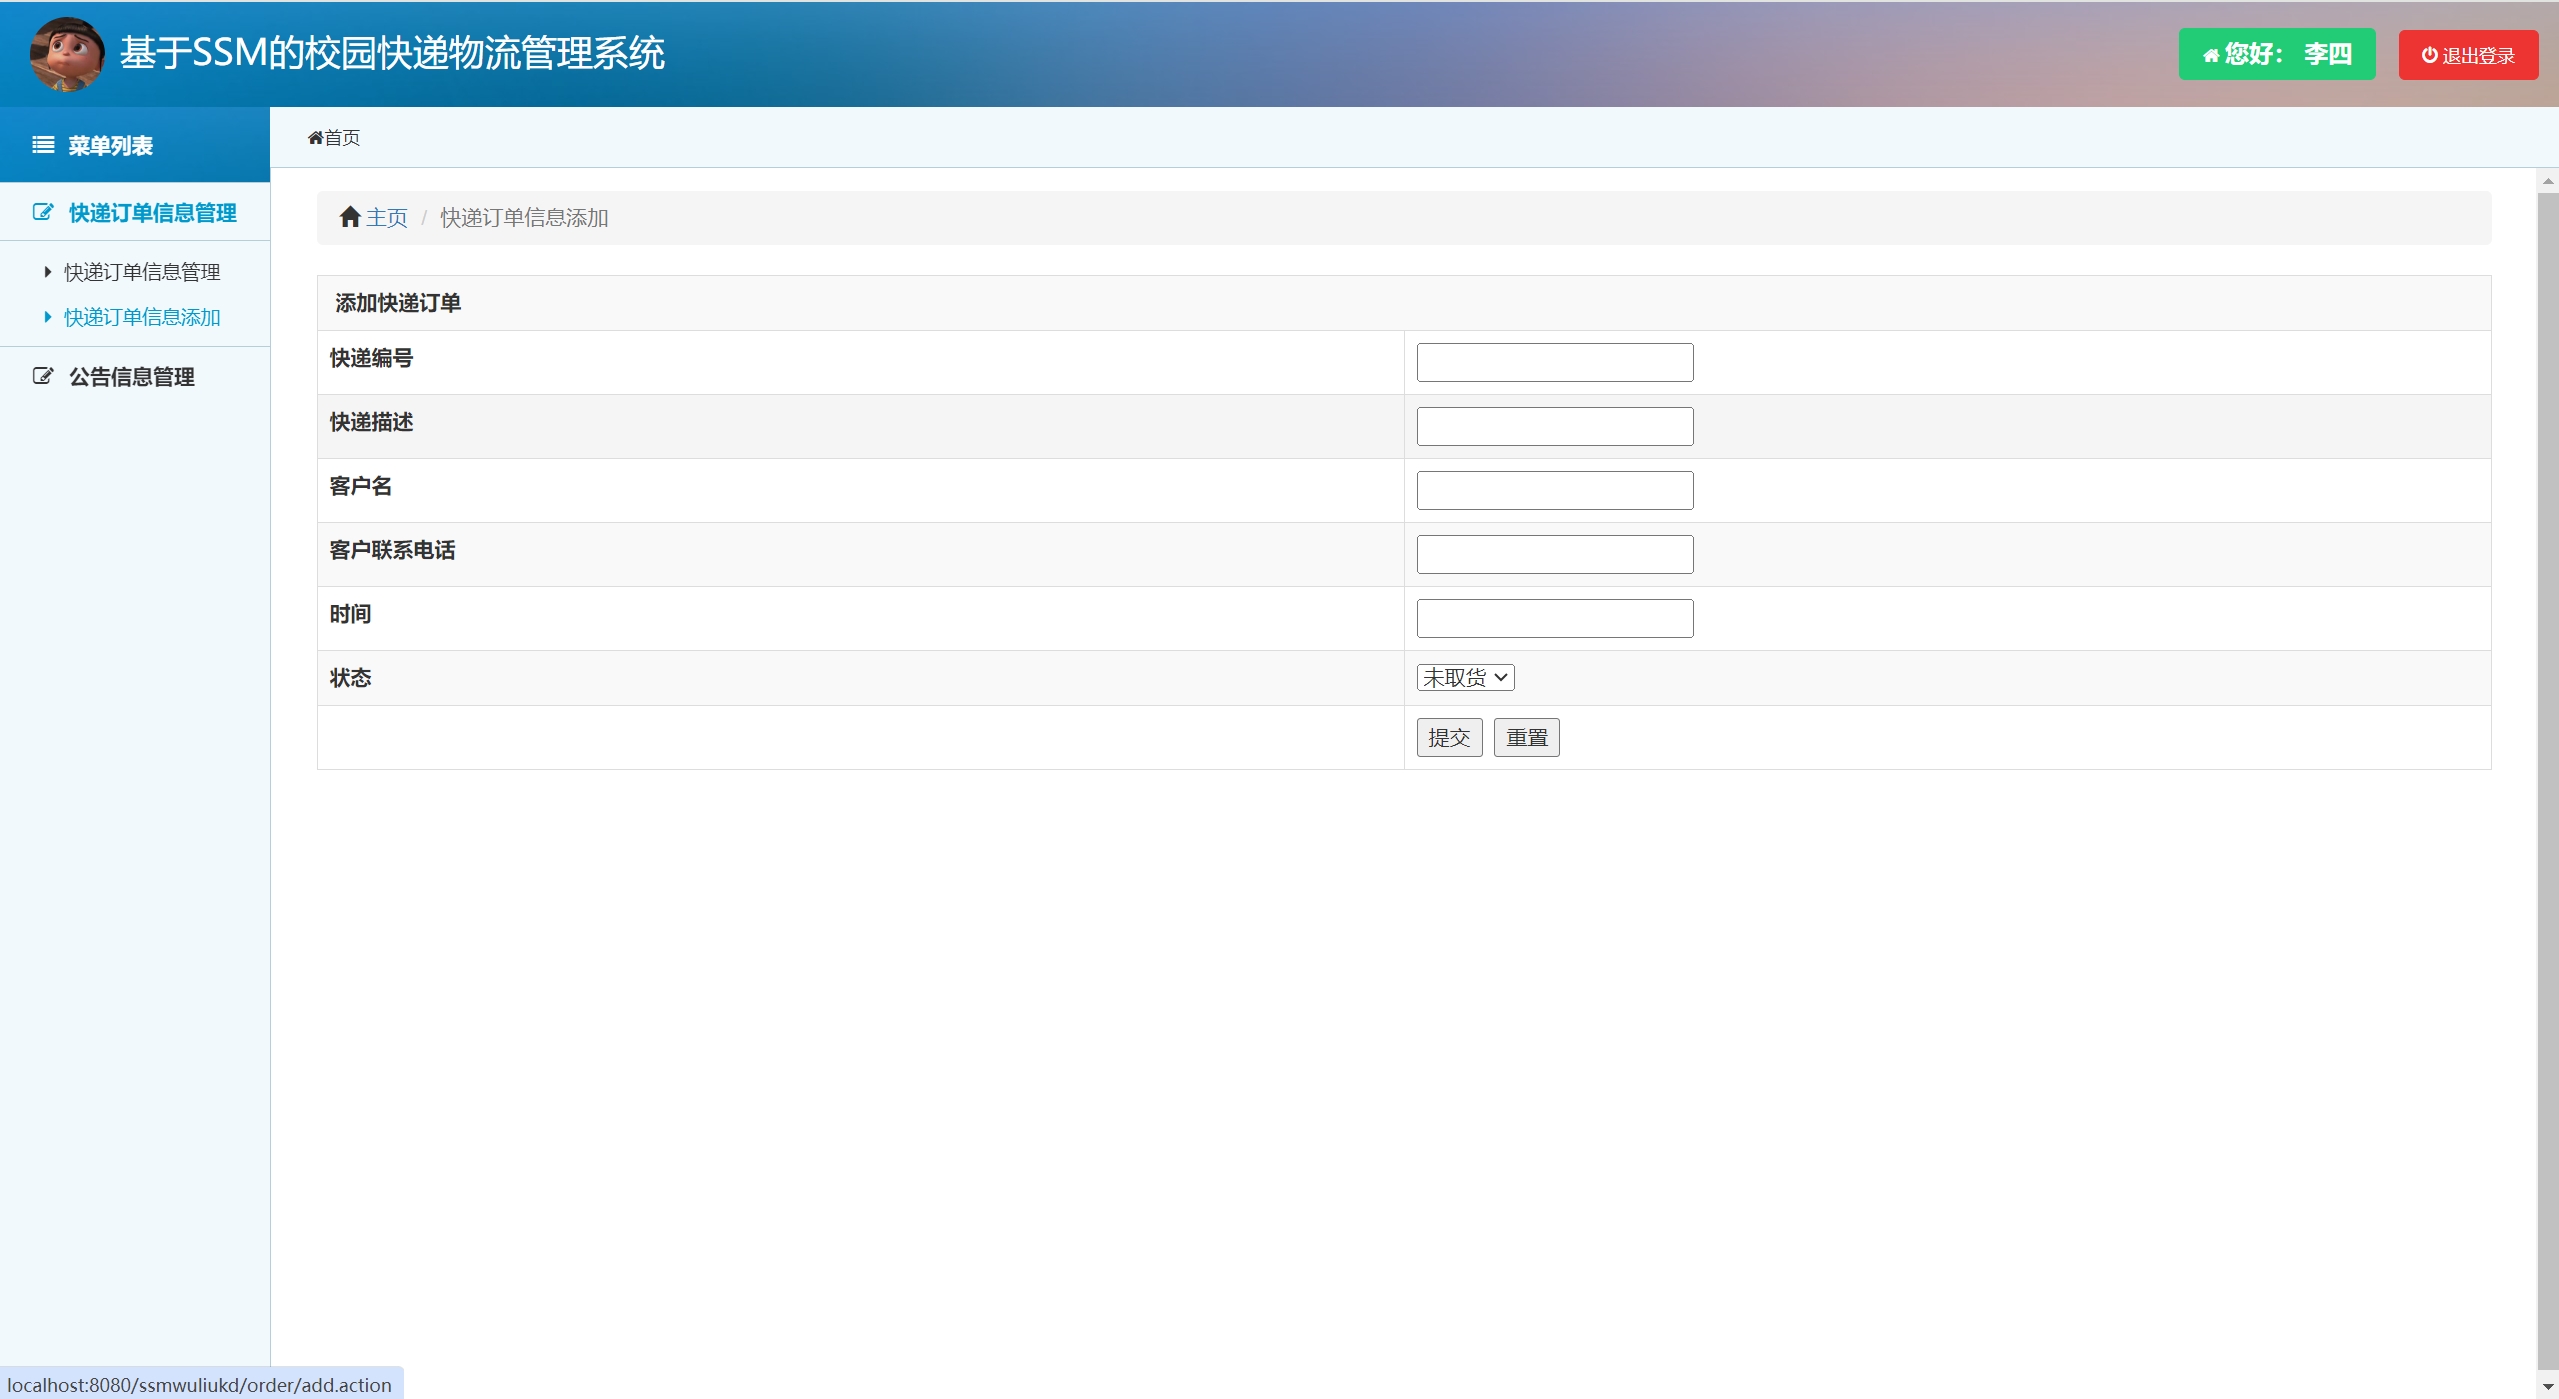 基于SSM的校园快递物流管理系统
您好： 李四
退出登录
菜单列表
首页
快递订单信息管理
快递订单信息管理
快递订单信息添加
公告信息管理
主页 / 快递订单信息添加
添加快递订单
快递编号
快递描述
客户名
客户联系电话
时间
状态 未取货
提交 重置
localhost:8080/ssmwuliukd/order/add.action